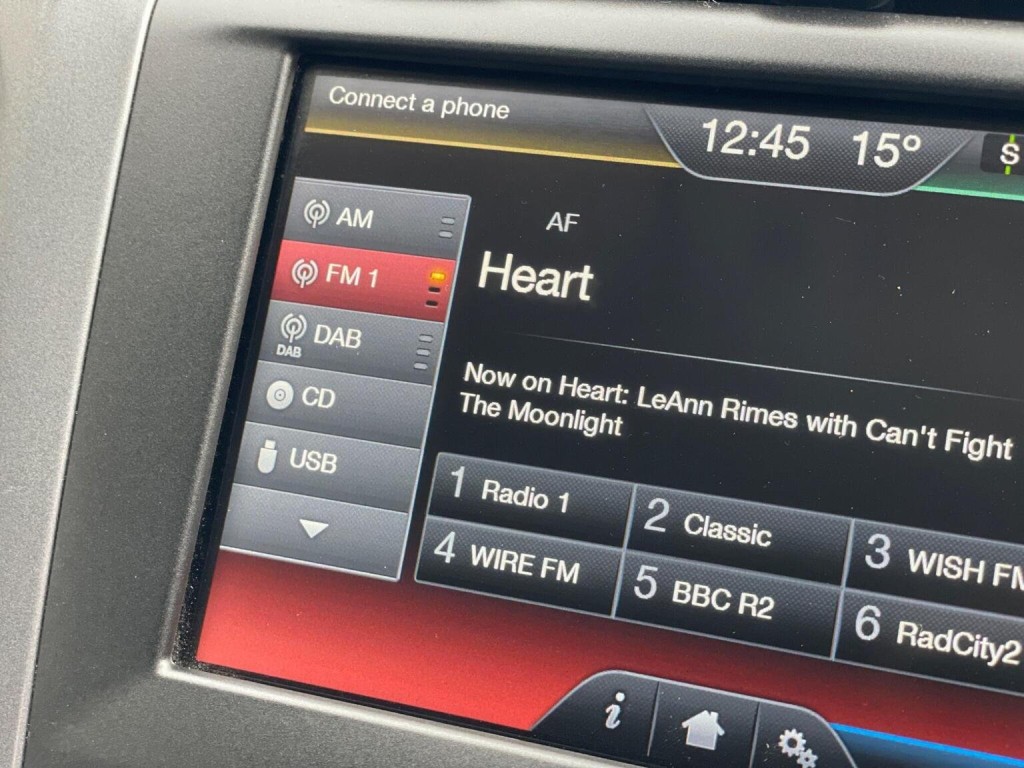 Connect a phone
12:45 15° S
AM
FM 1
DAB
DAB
CD
USB
AF
Heart
Now on Heart: LeAnn Rimes with Can't Fight
The Moonlight
1 Radio 1
2 Classic
3 WISH FM
4 WIRE FM
5 BBC R2
6 RadCity2
i